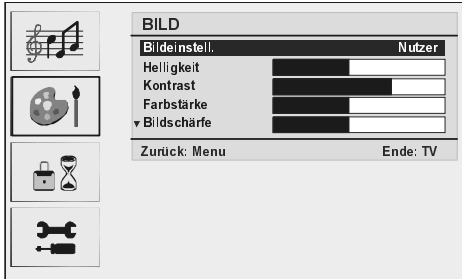 BILD
Bildeinstell. Nutzer
Helligkeit
Kontrast
Farbstärke
Bildschärfe
Zurück: Menu Ende: TV